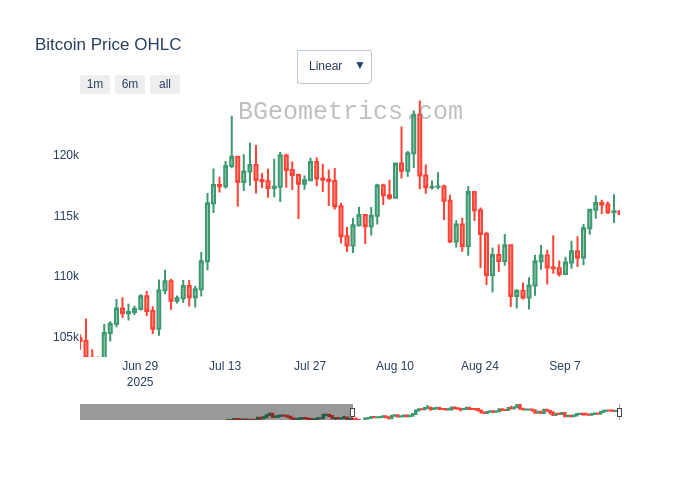 Bitcoin Price OHLC
Linear ▼
1m 6m all
BGeometrics.com
120k
115k
110k
105k
Jun 29 Jul 13 Jul 27 Aug 10 Aug 24 Sep 7
2025